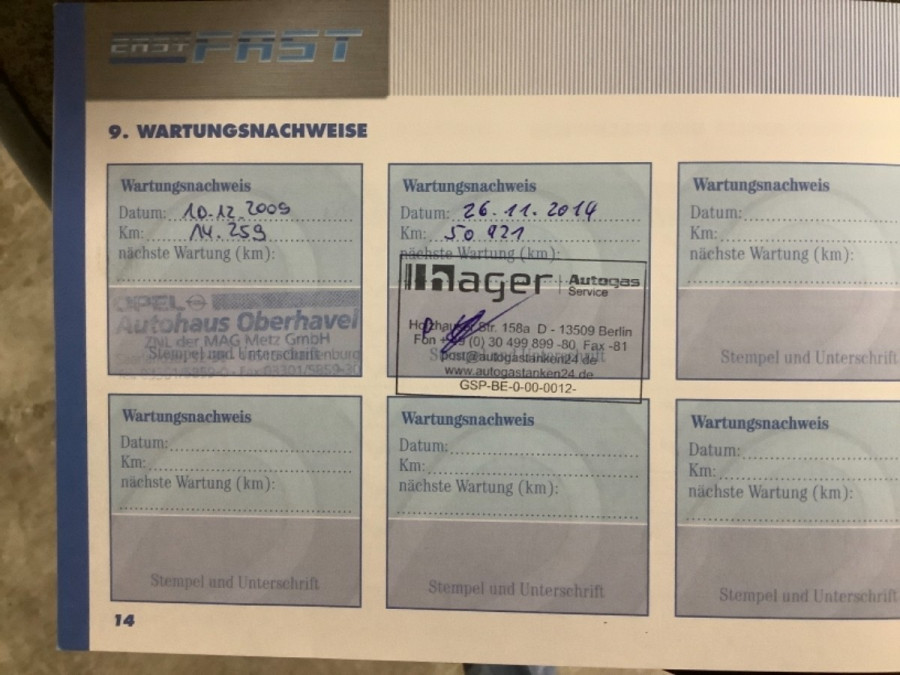 EASY FAST
9. WARTUNGSNACHWEISE
Wartungsnachweis
Datum: 10.12.2009
Km: 14.259
nächste Wartung (km):
OPEL
Autohaus Oberhavel
ZNL der MAG Metz GmbH
Stempel und Unterschrift
Wartungsnachweis
Datum: 26.11.2014
Km: 50 921
nächste Wartung (km):
hager Autogas
Service
Str. 158a D - 13509 Berlin
Fon (0) 30 499 899 -80, Fax -81
post@autogastanken24.de
www.autogastanken24.de
GSP-BE-0-00-0012-
Wartungsnachweis
Datum:
Km:
nächste Wartung (km):
Stempel und Unterschrift
Wartungsnachweis
Datum:
Km:
nächste Wartung (km):
Stempel und Unterschrift
Wartungsnachweis
Datum:
Km:
nächste Wartung (km):
Stempel und Unterschrift
Wartungsnachweis
Datum:
Km:
nächste Wartung (km):
Stempel und Unterschrift
14